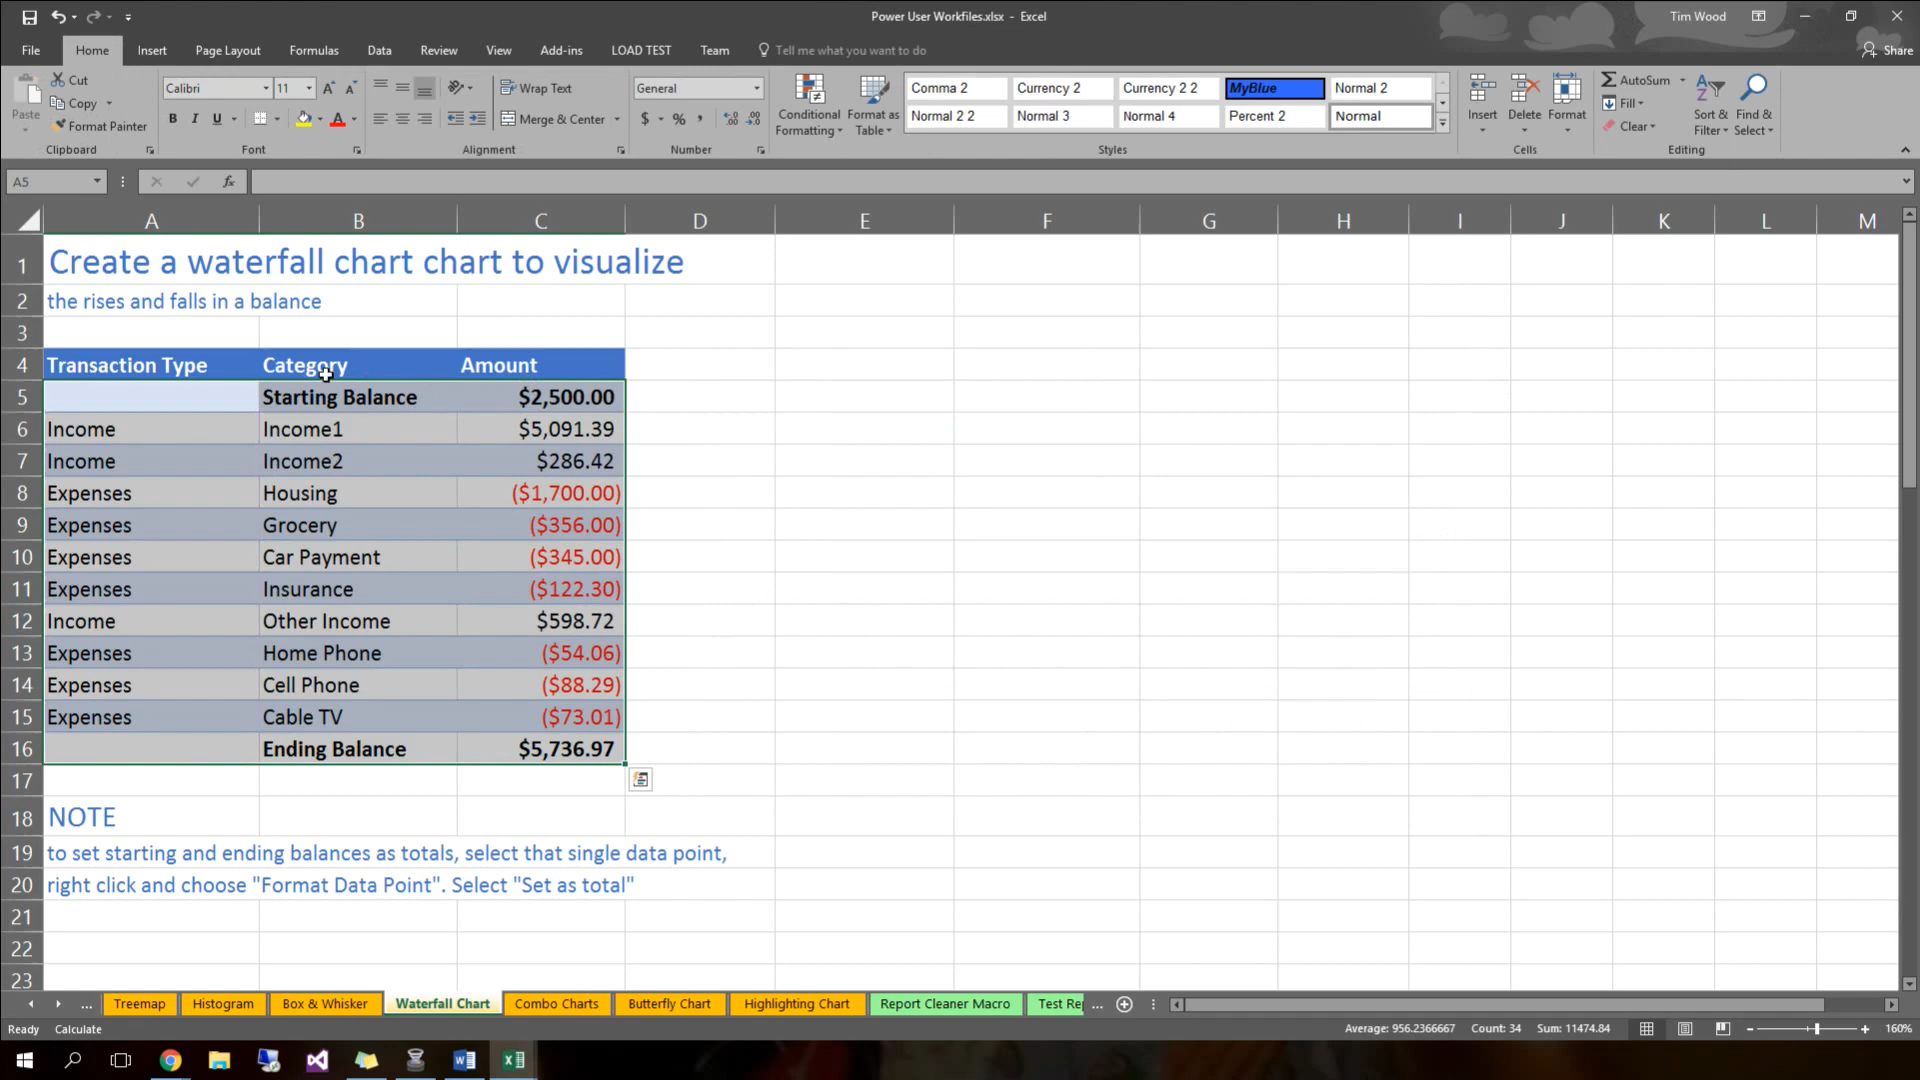 Power User Workfiles.xlsx - Excel
Tim Wood
File Home Insert Page Layout Formulas Data Review View Add-ins LOAD TEST Team Tell me what you want to do Share
Paste
Cut
Copy
Format Painter
Clipboard
Calibri 11
B I U
Font
Wrap Text
Merge & Center
Alignment
General
$ % ,
Number
Conditional Formatting
Format as Table
Comma 2 Currency 2 Currency 2 2 MyBlue Normal 2
Normal 2 2 Normal 3 Normal 4 Percent 2 Normal
Styles
Insert Delete Format
Cells
AutoSum
Fill
Clear
Sort & Filter
Find & Select
Editing
A5 fx
A B C D E F G H I J K L M
1 Create a waterfall chart chart to visualize
2 the rises and falls in a balance
3
4 Transaction Type Category Amount
5 Starting Balance $2,500.00
6 Income Income1 $5,091.39
7 Income Income2 $286.42
8 Expenses Housing ($1,700.00)
9 Expenses Grocery ($356.00)
10 Expenses Car Payment ($345.00)
11 Expenses Insurance ($122.30)
12 Income Other Income $598.72
13 Expenses Home Phone ($54.06)
14 Expenses Cell Phone ($88.29)
15 Expenses Cable TV ($73.01)
16 Ending Balance $5,736.97
17
18 NOTE
19 to set starting and ending balances as totals, select that single data point,
20 right click and choose "Format Data Point". Select "Set as total"
21
22
23
... Treemap Histogram Box & Whisker Waterfall Chart Combo Charts Butterfly Chart Highlighting Chart Report Cleaner Macro Test Re ...
Ready Calculate Average: 956.2366667 Count: 34 Sum: 11474.84 160%